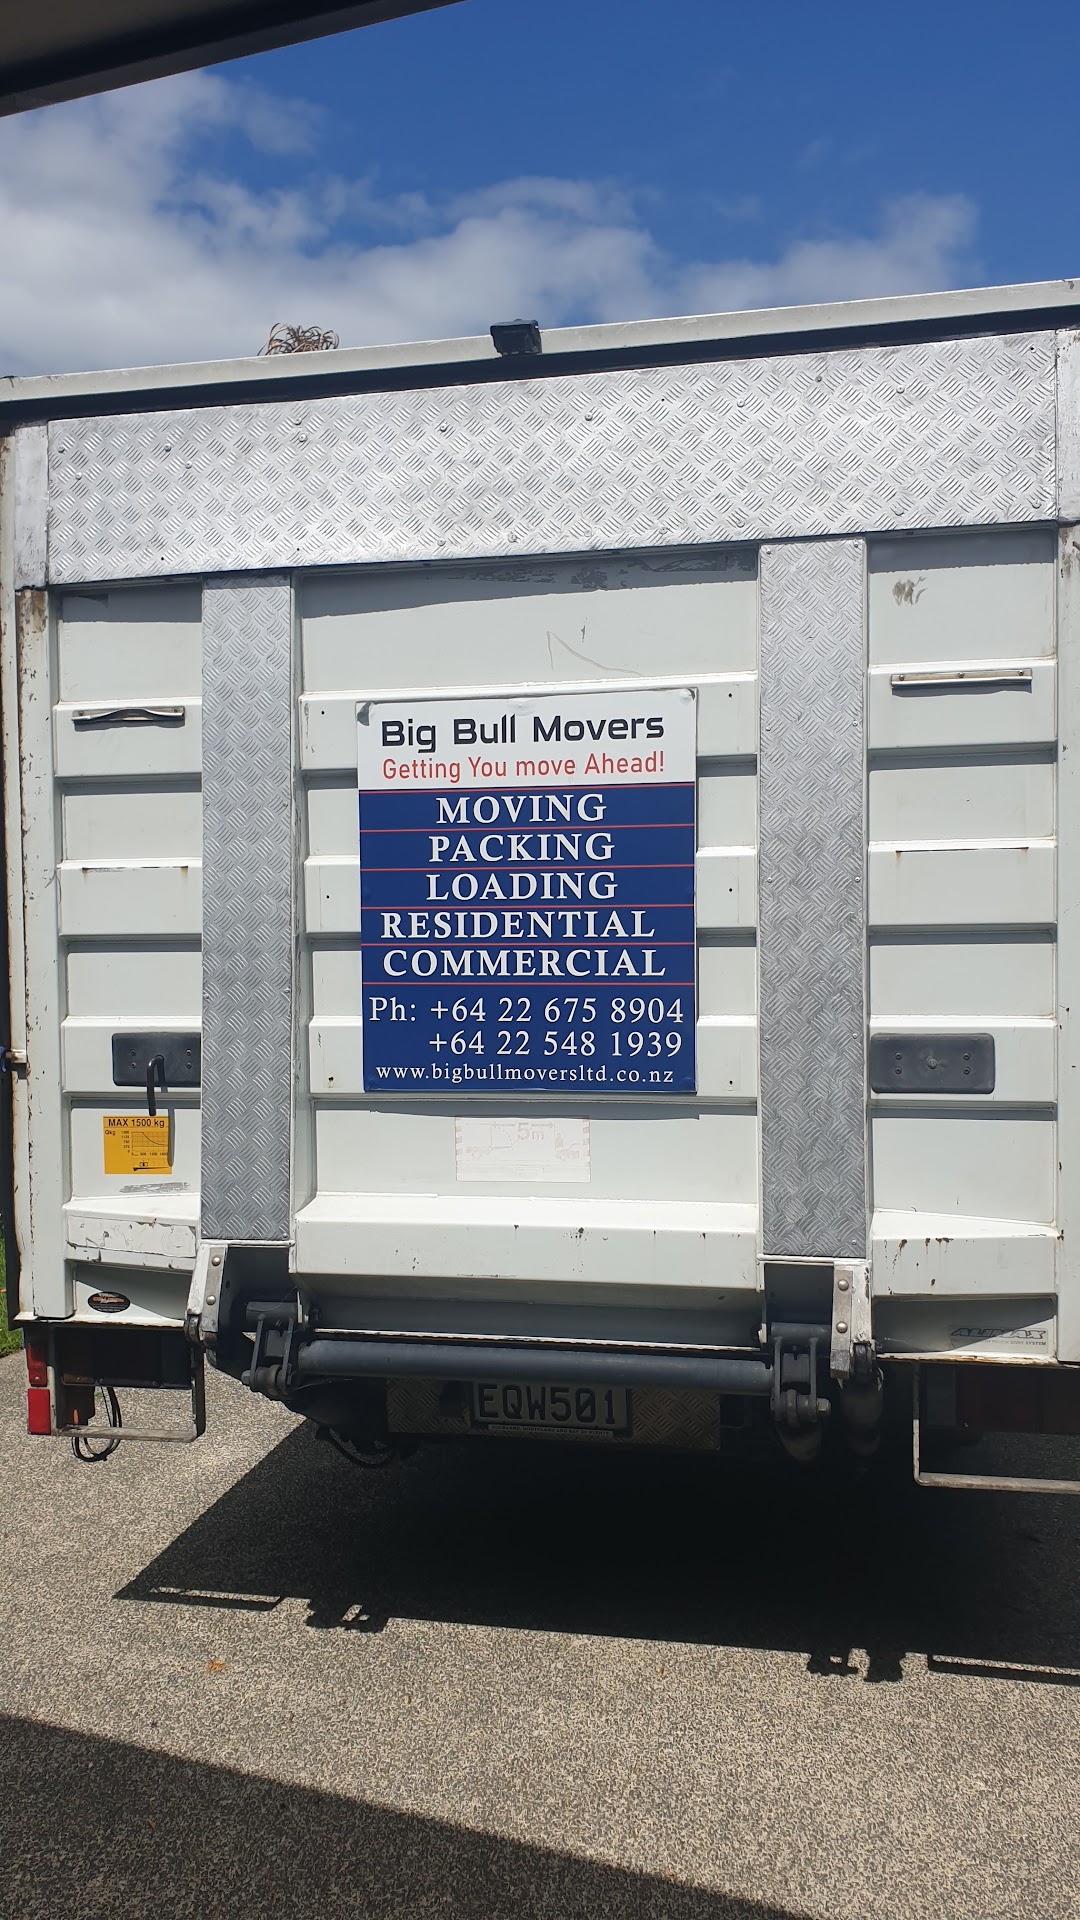 Big Bull Movers
Getting You move Ahead!
MOVING
PACKING
LOADING
RESIDENTIAL
COMMERCIAL
Ph: +64 22 675 8904
+64 22 548 1939
www.bigbullmoversltd.co.nz
MAX 1500 kg
5m
EQW501